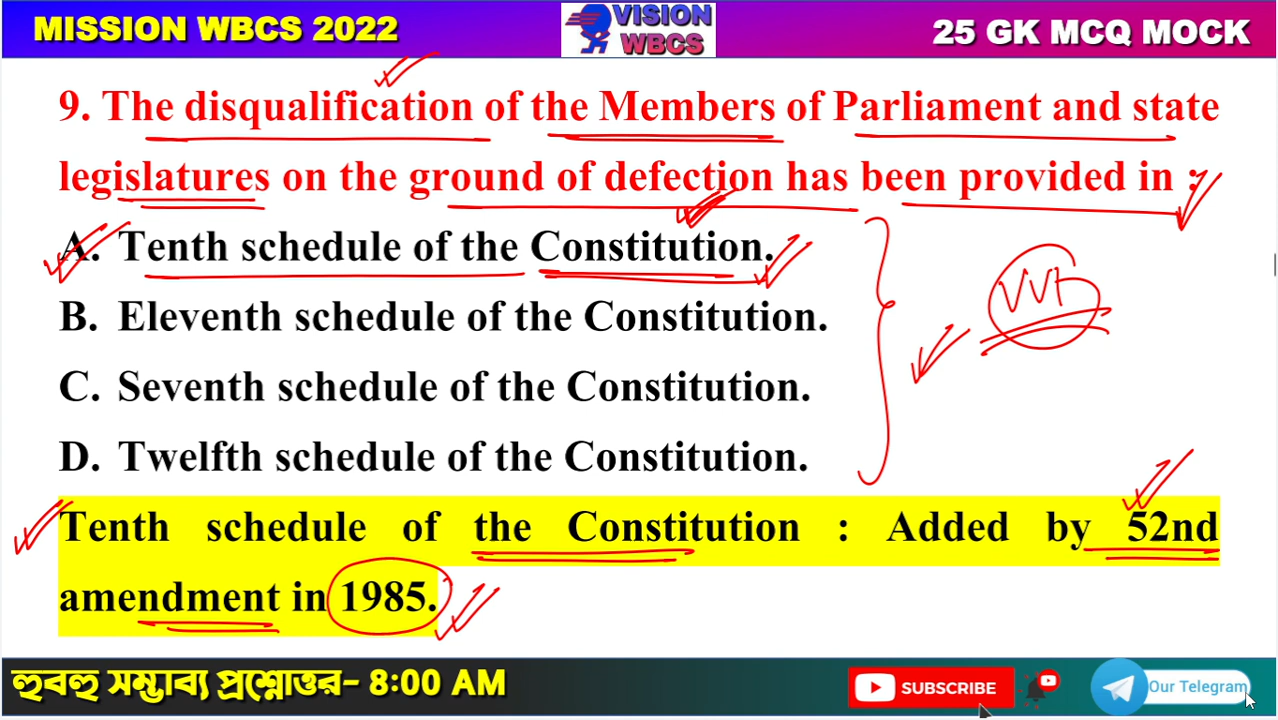 MISSION WBCS 2022
VISION
WBCS
25 GK MCQ MOCK
9. The disqualification of the Members of Parliament and state
legislatures on the ground of defection has been provided in :
A. Tenth schedule of the Constitution.
B. Eleventh schedule of the Constitution.
C. Seventh schedule of the Constitution.
D. Twelfth schedule of the Constitution.
Tenth schedule of the Constitution : Added by 52nd
amendment in 1985.
হুবহু সম্ভাব্য প্রশ্নোত্তর- 8:00 AM
SUBSCRIBE
Our Telegram